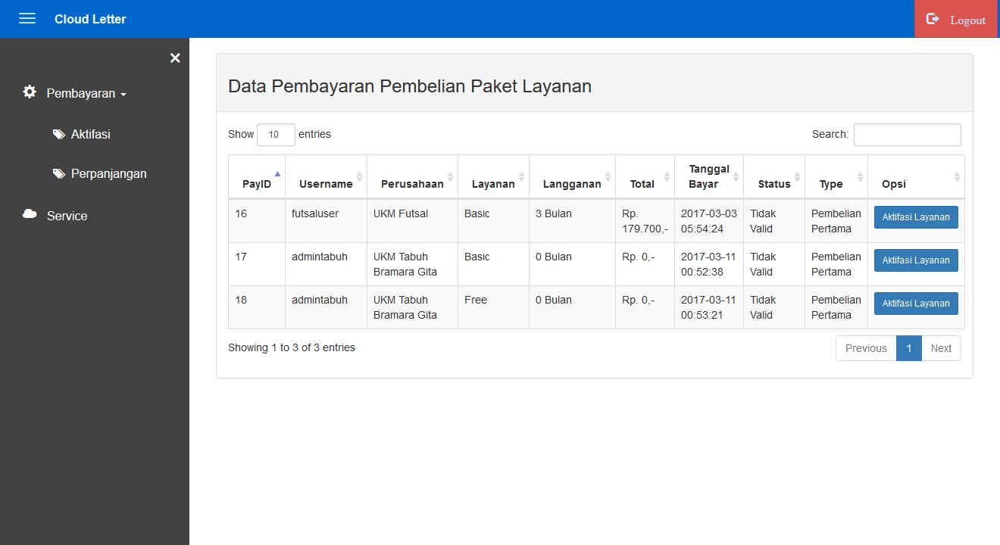 Cloud Letter
Logout
×
Pembayaran
Aktifasi
Perpanjangan
Service
Data Pembayaran Pembelian Paket Layanan
Show 10 entries
Search:
PayID Username Perusahaan Layanan Langganan Total Tanggal Bayar Status Type Opsi
16 futsaluser UKM Futsal Basic 3 Bulan Rp. 179.700,- 2017-03-03 05:54:24 Tidak Valid Pembelian Pertama Aktifasi Layanan
17 admintabuh UKM Tabuh Bramara Gita Basic 0 Bulan Rp. 0,- 2017-03-11 00:52:38 Tidak Valid Pembelian Pertama Aktifasi Layanan
18 admintabuh UKM Tabuh Bramara Gita Free 0 Bulan Rp. 0,- 2017-03-11 00:53:21 Tidak Valid Pembelian Pertama Aktifasi Layanan
Showing 1 to 3 of 3 entries
Previous 1 Next